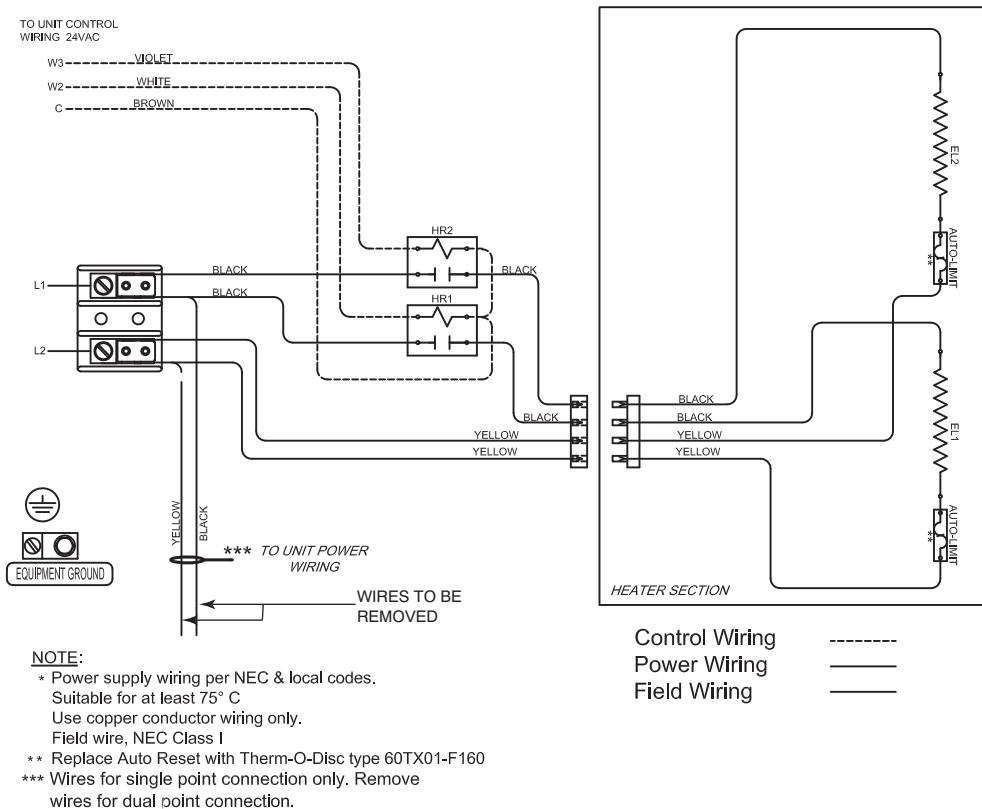 TO UNIT CONTROL
WIRING 24VAC
W3
VIOLET
W2
WHITE
C
BROWN
HR2
BLACK
BLACK
L1
BLACK
HR1
L2
BLACK
YELLOW
YELLOW
BLACK
BLACK
YELLOW
YELLOW
EL2
AUTO-LIMIT
**
EL1
AUTO-LIMIT
**
HEATER SECTION
YELLOW
BLACK
*** TO UNIT POWER
WIRING
EQUIPMENT GROUND
WIRES TO BE
REMOVED
Control Wiring
Power Wiring
Field Wiring
NOTE:
* Power supply wiring per NEC & local codes.
Suitable for at least 75° C
Use copper conductor wiring only.
Field wire, NEC Class I
** Replace Auto Reset with Therm-O-Disc type 60TX01-F160
*** Wires for single point connection only. Remove
wires for dual point connection.